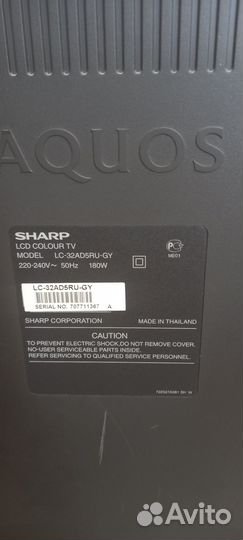 AQUOS
SHARP
LCD COLOUR TV
MODEL LC-32AD5RU-GY
220-240V~ 50Hz 180W
ME01
LC-32AD5RU-GY
SERIAL NO. 707711367 A
SHARP CORPORATION MADE IN THAILAND
CAUTION
TO PREVENT ELECTRIC SHOCK,DO NOT REMOVE COVER.
NO-USER SERVICEABLE PARTS INSIDE.
REFER SERVICING TO QUALIFIED SERVICE PERSONNEL.
Avito